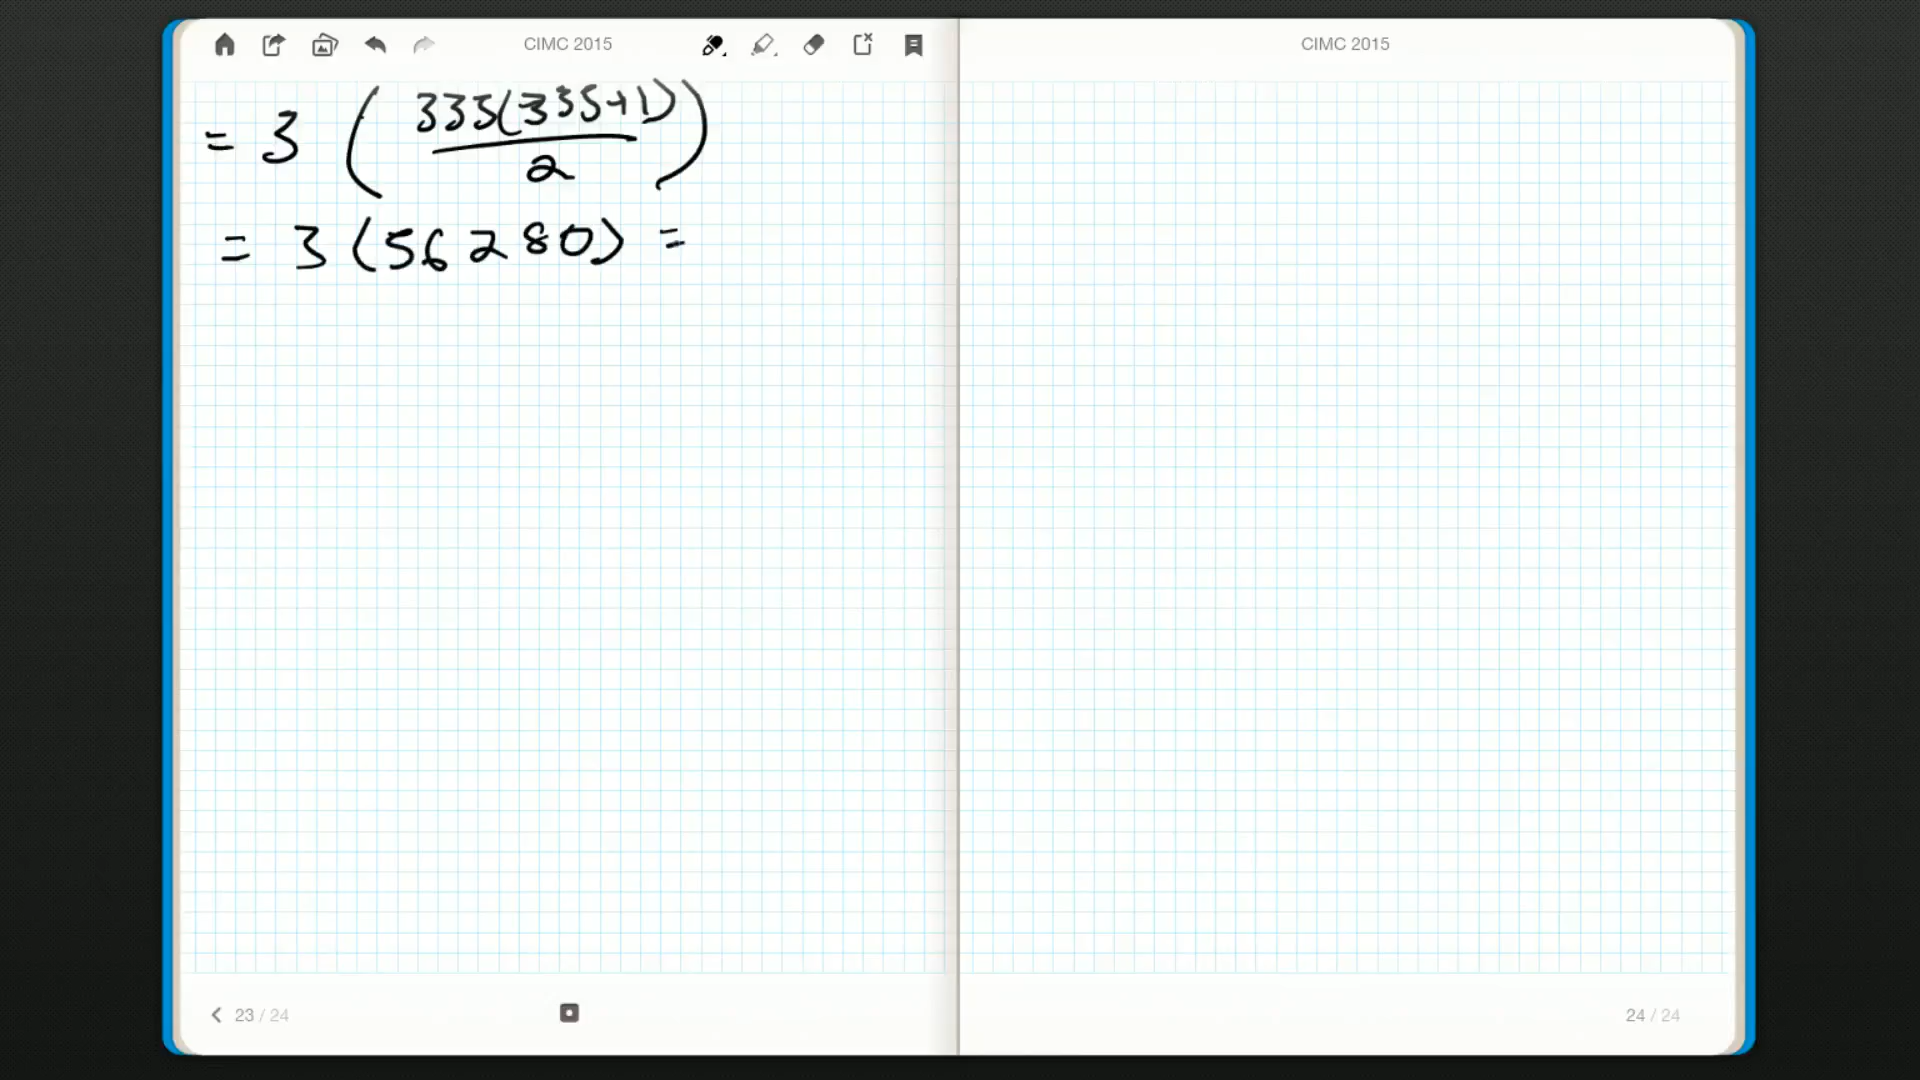 CIMC 2015
CIMC 2015
= 3 ( 335(335+1) / 2 )
= 3 (56280) =
23 / 24
24 / 24